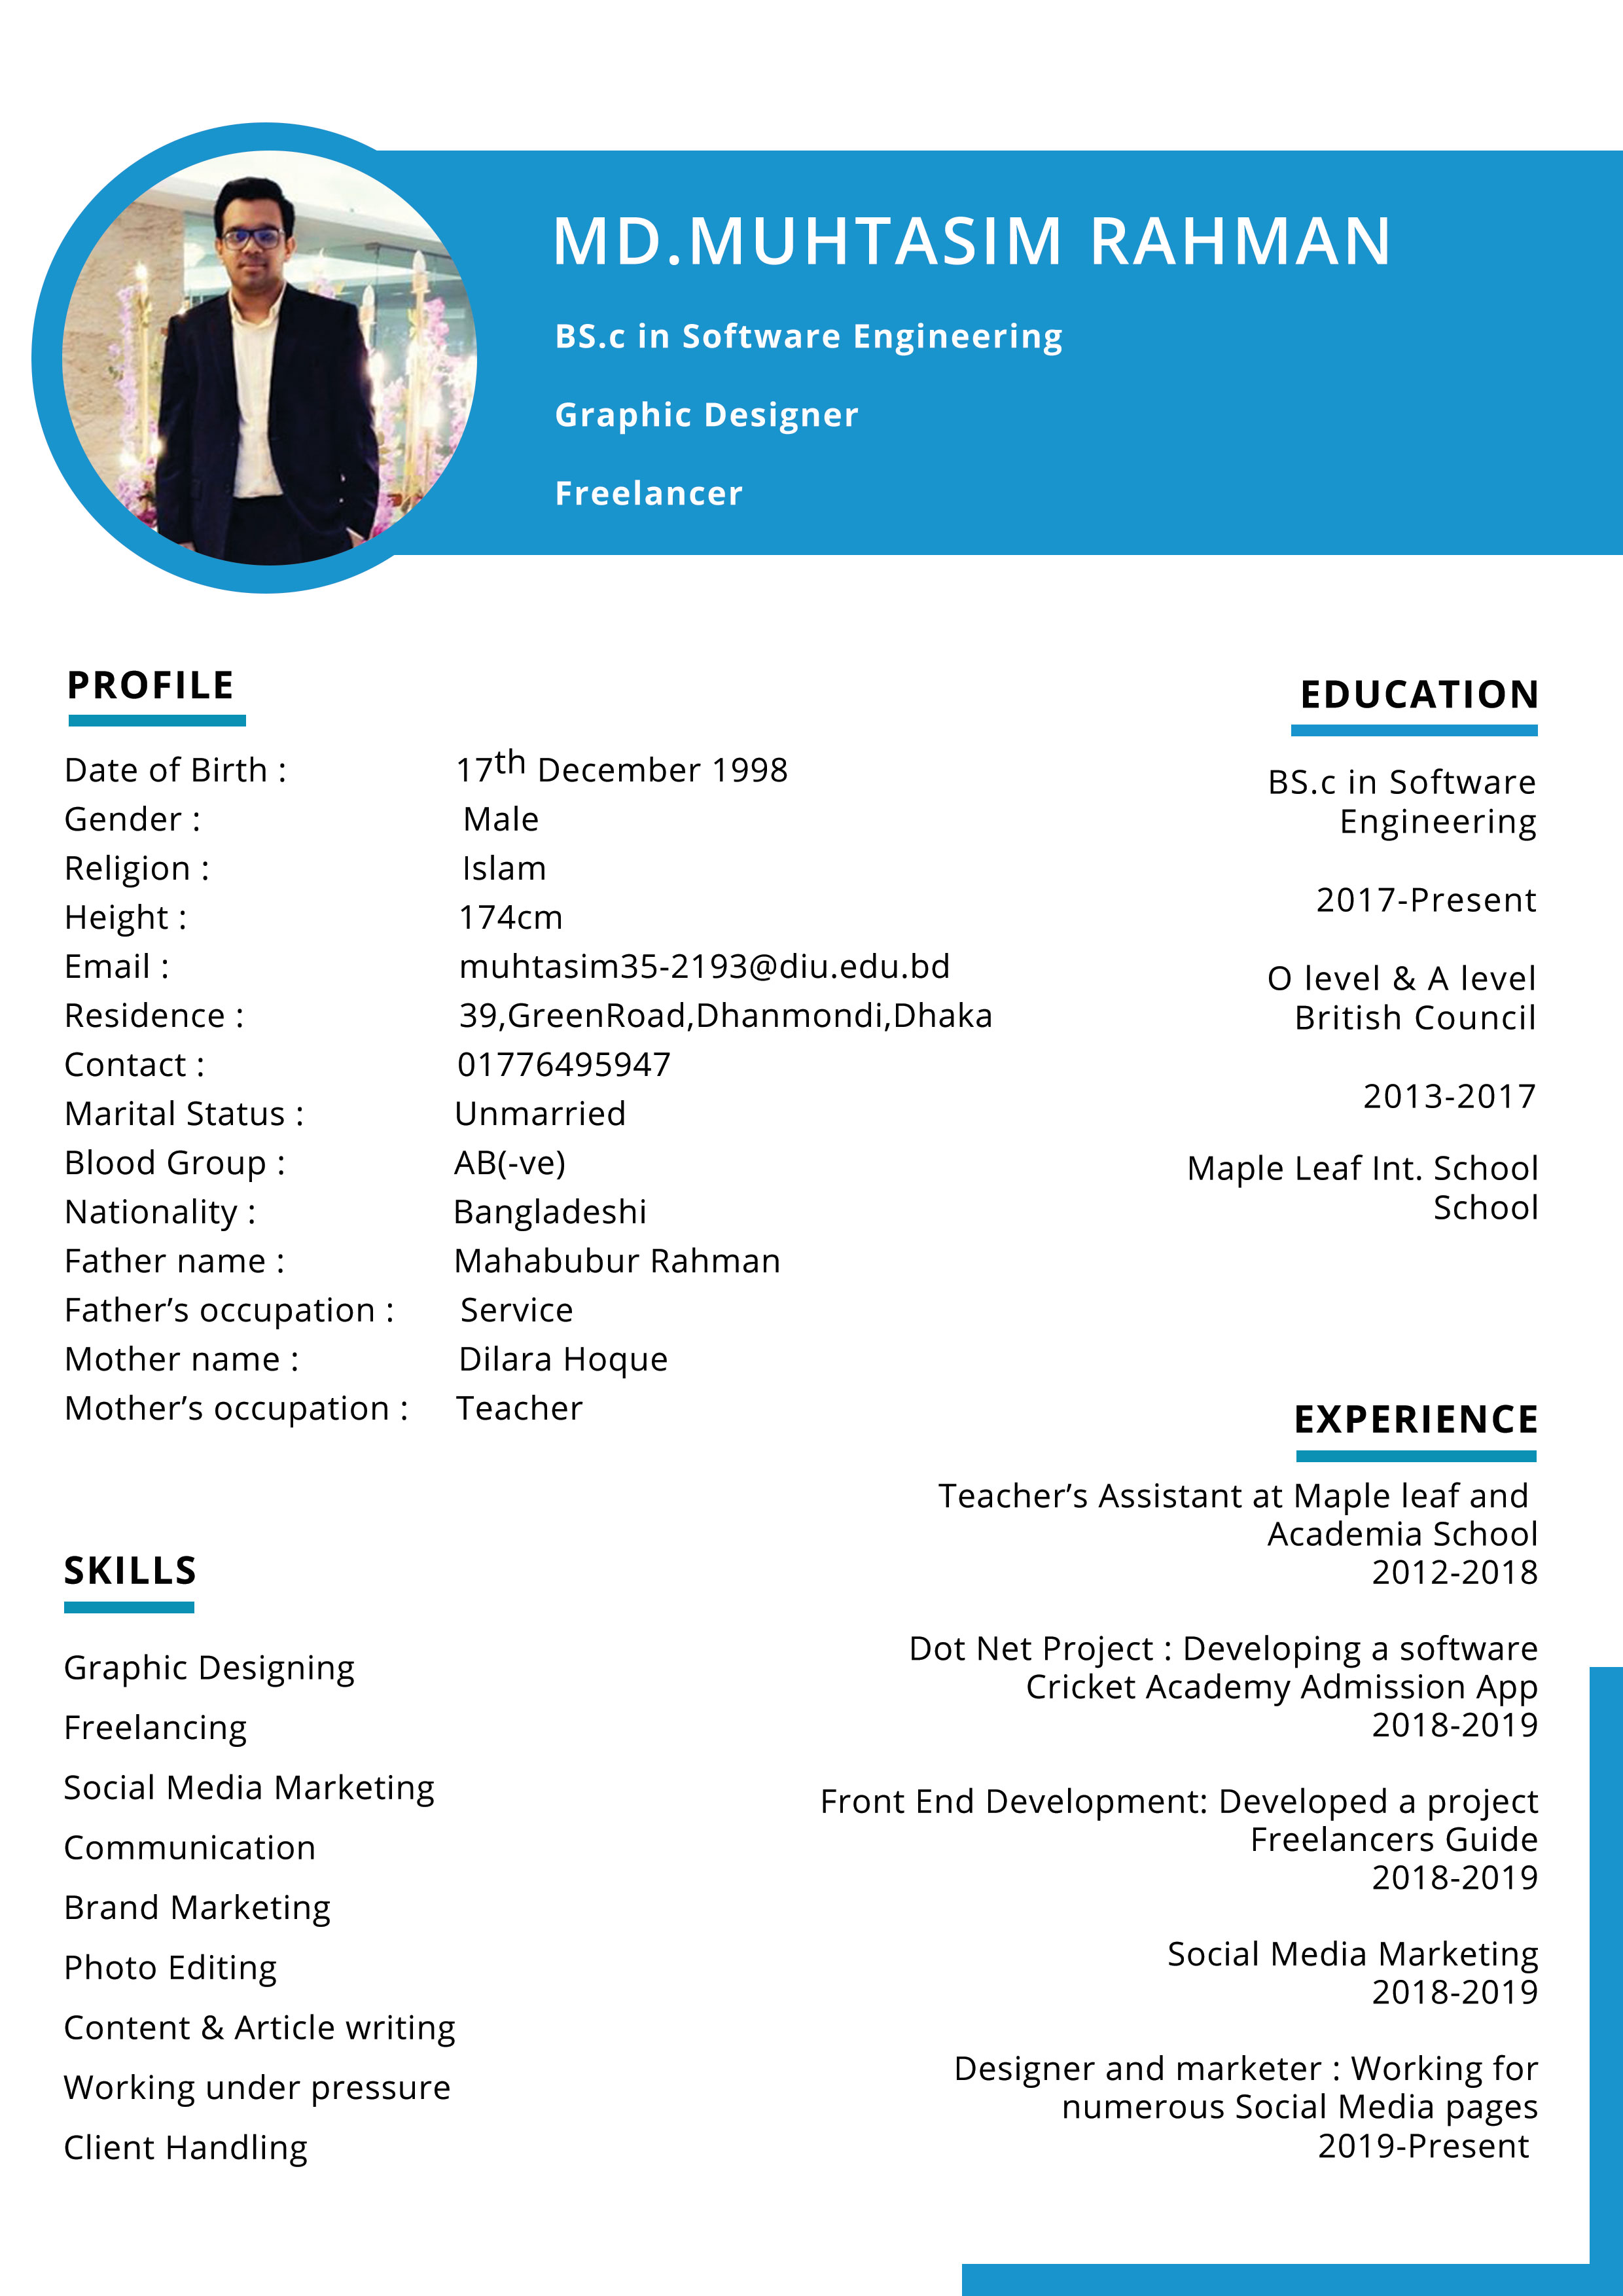 MD.MUHTASIM RAHMAN
BS.c in Software Engineering
Graphic Designer
Freelancer
PROFILE
Date of Birth : 17th December 1998
Gender : Male
Religion : Islam
Height : 174cm
Email : muhtasim35-2193@diu.edu.bd
Residence : 39,GreenRoad,Dhanmondi,Dhaka
Contact : 01776495947
Marital Status : Unmarried
Blood Group : AB(-ve)
Nationality : Bangladeshi
Father name : Mahabubur Rahman
Father’s occupation : Service
Mother name : Dilara Hoque
Mother’s occupation : Teacher
SKILLS
Graphic Designing
Freelancing
Social Media Marketing
Communication
Brand Marketing
Photo Editing
Content & Article writing
Working under pressure
Client Handling
EDUCATION
BS.c in Software
Engineering
2017-Present
O level & A level
British Council
2013-2017
Maple Leaf Int. School
School
EXPERIENCE
Teacher’s Assistant at Maple leaf and
Academia School
2012-2018
Dot Net Project : Developing a software
Cricket Academy Admission App
2018-2019
Front End Development: Developed a project
Freelancers Guide
2018-2019
Social Media Marketing
2018-2019
Designer and marketer : Working for
numerous Social Media pages
2019-Present